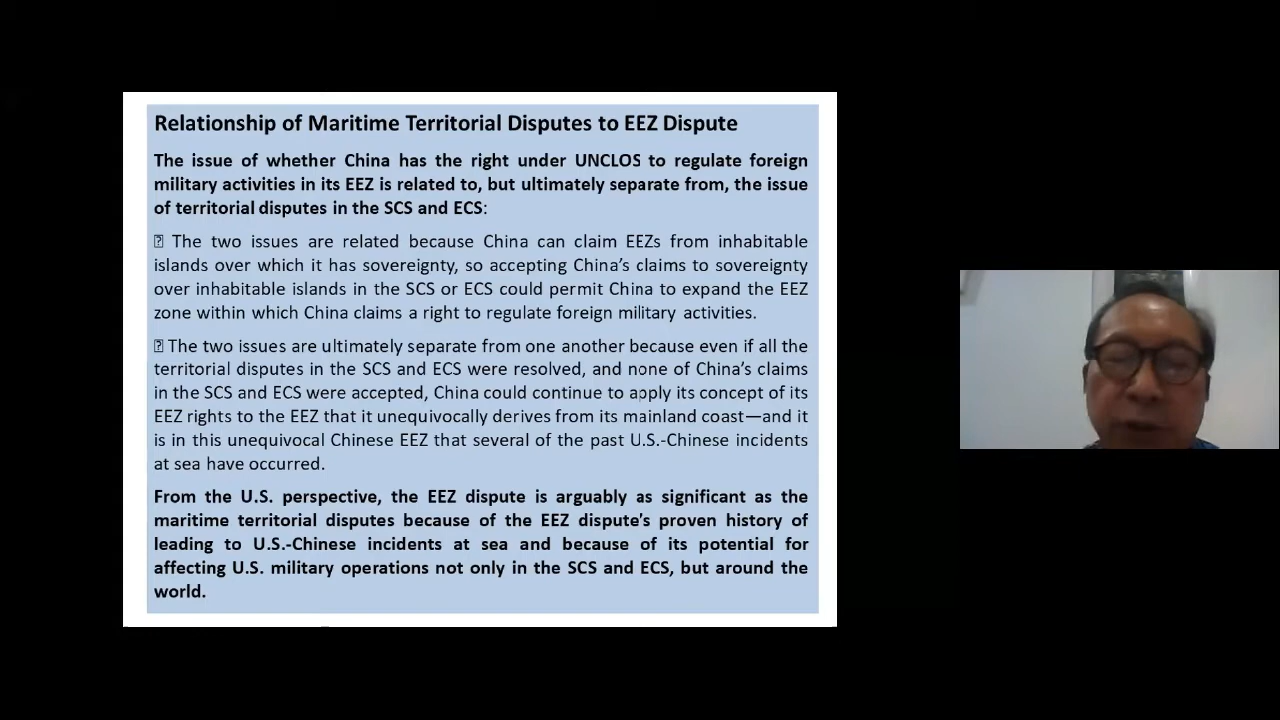 Relationship of Maritime Territorial Disputes to EEZ Dispute
The issue of whether China has the right under UNCLOS to regulate foreign
military activities in its EEZ is related to, but ultimately separate from, the issue
of territorial disputes in the SCS and ECS:
The two issues are related because China can claim EEZs from inhabitable
islands over which it has sovereignty, so accepting China’s claims to sovereignty
over inhabitable islands in the SCS or ECS could permit China to expand the EEZ
zone within which China claims a right to regulate foreign military activities.
The two issues are ultimately separate from one another because even if all the
territorial disputes in the SCS and ECS were resolved, and none of China’s claims
in the SCS and ECS were accepted, China could continue to apply its concept of its
EEZ rights to the EEZ that it unequivocally derives from its mainland coast—and it
is in this unequivocal Chinese EEZ that several of the past U.S.-Chinese incidents
at sea have occurred.
From the U.S. perspective, the EEZ dispute is arguably as significant as the
maritime territorial disputes because of the EEZ dispute’s proven history of
leading to U.S.-Chinese incidents at sea and because of its potential for
affecting U.S. military operations not only in the SCS and ECS, but around the
world.